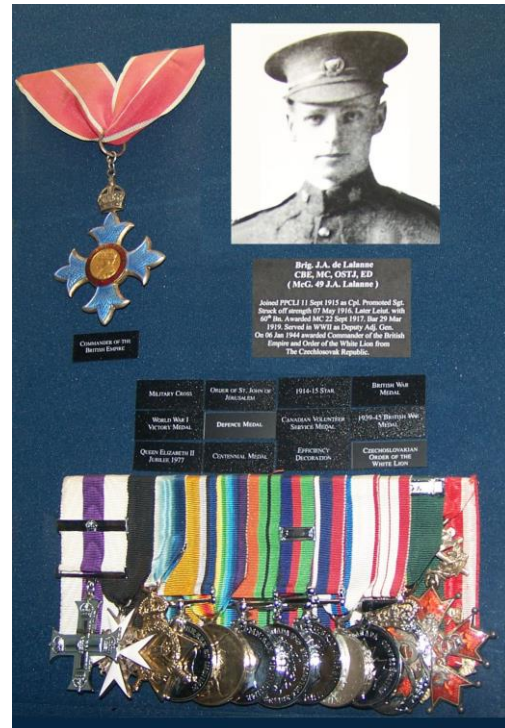 Brig. J.A. de Lalanne
CBE, MC, OSTJ, ED
( McG. 49 J.A. Lalanne )
Joined PPCLI 11 Sept 1915 as Cpl. Promoted Sgt.
Struck off strength 07 May 1916. Later Leiut. with
60th Bn. Awarded MC 22 Sept 1917. Bar 29 Mar
1919. Served in WWII as Deputy Adj. Gen.
On 06 Jan 1944 awarded Commander of the British
Empire and Order of the White Lion from
The Czechlosovak Republic.
COMMANDER OF THE
BRITISH EMPIRE
MILITARY CROSS
ORDER OF ST. JOHN OF
JERUSALEM
1914-15 STAR
BRITISH WAR
MEDAL
WORLD WAR I
VICTORY MEDAL
DEFENCE MEDAL
CANADIAN VOLUNTEER
SERVICE MEDAL
1939-45 BRITISH WAR
MEDAL
QUEEN ELIZABETH II
JUBILEE 1977
CENTENNIAL MEDAL
EFFICIENCY
DECORATION
CZECHOSLOVAKIAN
ORDER OF THE
WHITE LION